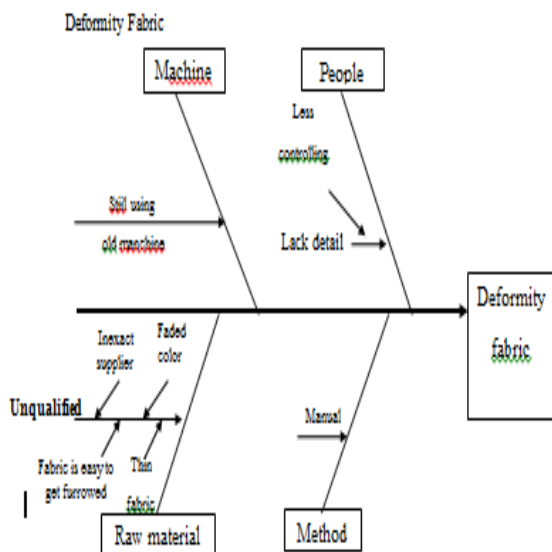 Deformity Fabric
Machine
People
Less
controlling
Still using
old manchine
Lack detail
Deformity
fabric
Inexact
supplier
Faded
color
Unqualified
Manual
Fabric is easy to
get furrowed
Thin
fabric
Raw material
Method